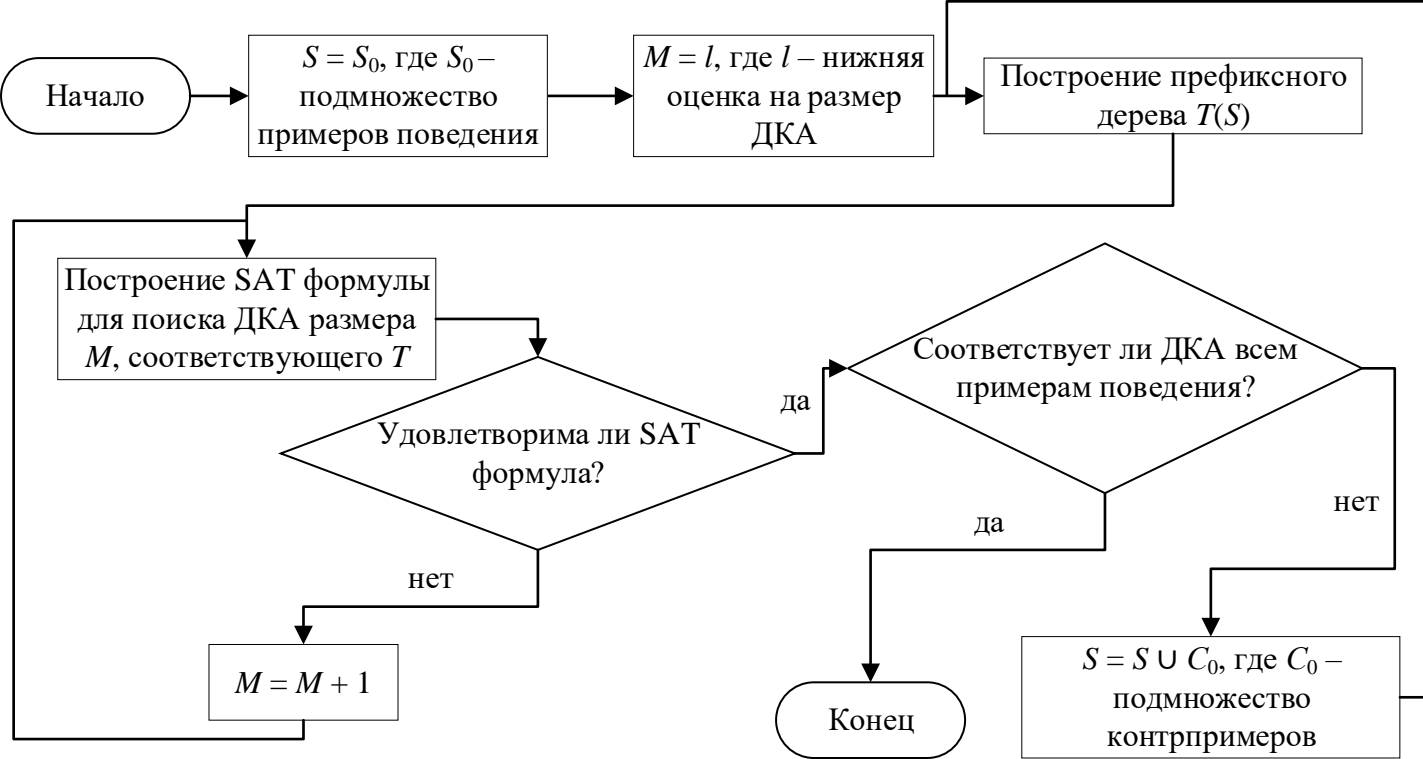 Начало
S = S₀, где S₀ –
подмножество
примеров поведения
M = l, где l – нижняя
оценка на размер
ДКА
Построение префиксного
дерева T(S)
Построение SAT формулы
для поиска ДКА размера
M, соответствующего T
Удовлетворима ли SAT
формула?
да
нет
M = M + 1
Соответствует ли ДКА всем
примерам поведения?
да
нет
Конец
S = S ∪ C₀, где C₀ –
подмножество
контрпримеров